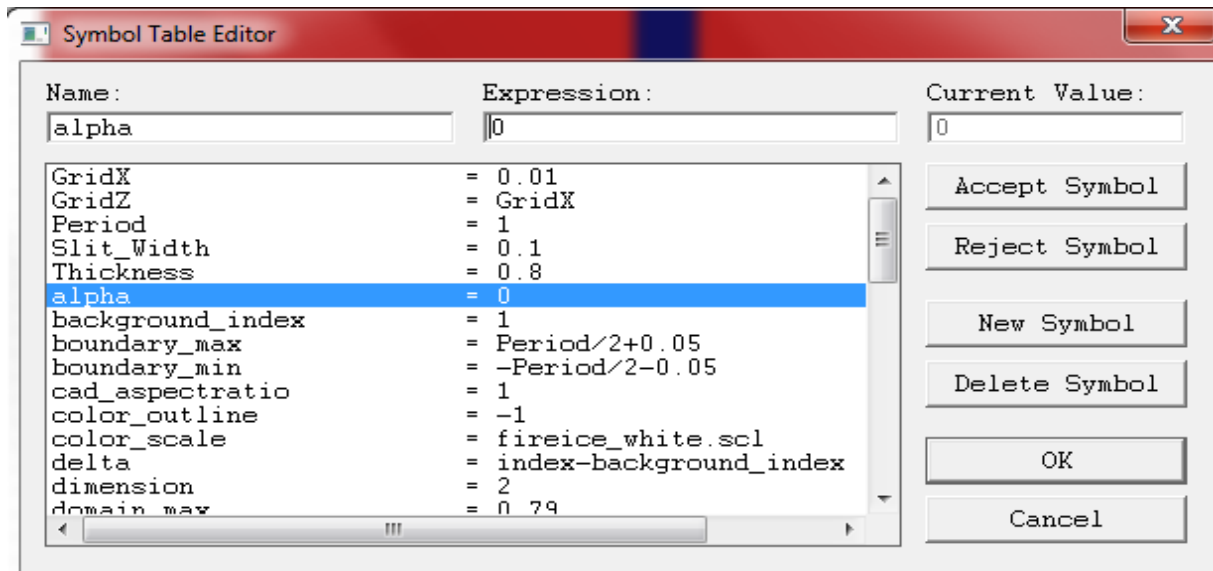 Symbol Table Editor
Name: Expression: Current Value:
alpha 0 0
GridX = 0.01
GridZ = GridX
Period = 1
Slit_Width = 0.1
Thickness = 0.8
alpha = 0
background_index = 1
boundary_max = Period/2+0.05
boundary_min = -Period/2-0.05
cad_aspectratio = 1
color_outline = -1
color_scale = fireice_white.scl
delta = index-background_index
dimension = 2
domain_max = 0.79
Accept Symbol
Reject Symbol
New Symbol
Delete Symbol
OK
Cancel